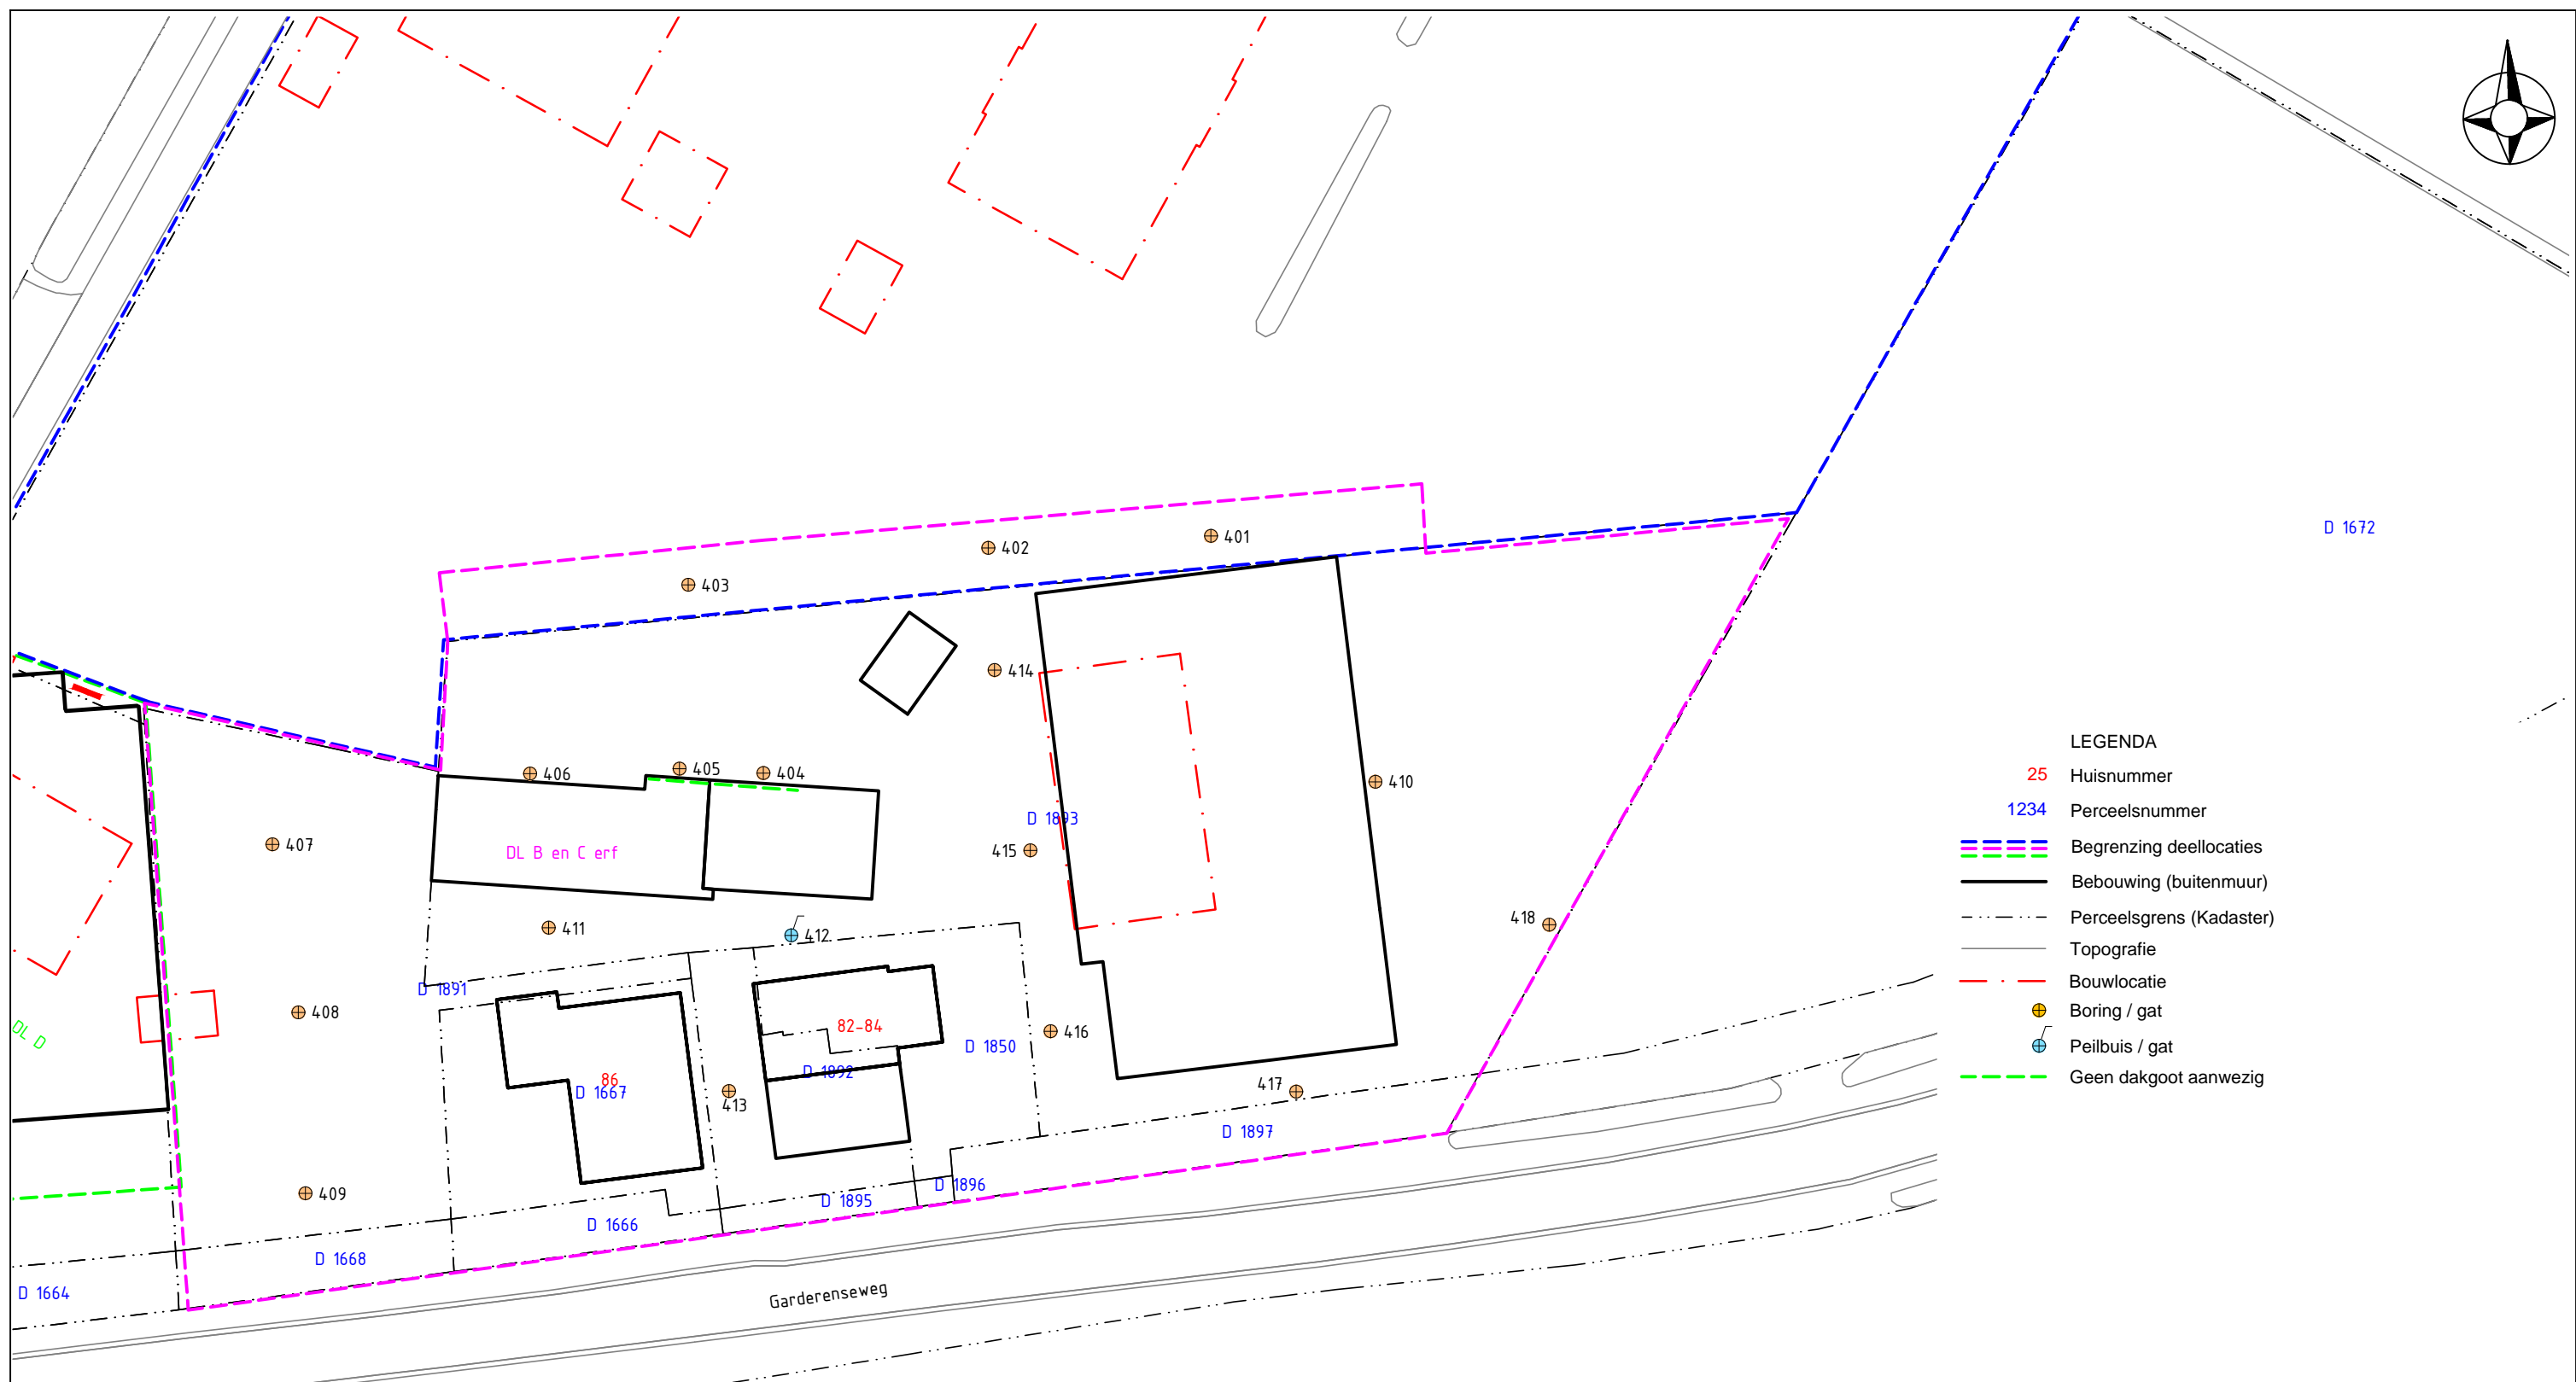 401
402
403
D 1672
414
406
405
404
410
LEGENDA
25 Huisnummer
1234 Perceelsnummer
Begrenzing deellocaties
Bebouwing (buitenmuur)
Perceelsgrens (Kadaster)
Topografie
Bouwlocatie
Boring / gat
Peilbuis / gat
Geen dakgoot aanwezig
D 1893
407
DL B en C erf
415
418
411
412
D 1891
408
DL D
82-84
416
D 1850
86
D 1667
D 1892
413
417
D 1897
409
D 1896
D 1895
D 1666
D 1668
D 1664
Garderenseweg